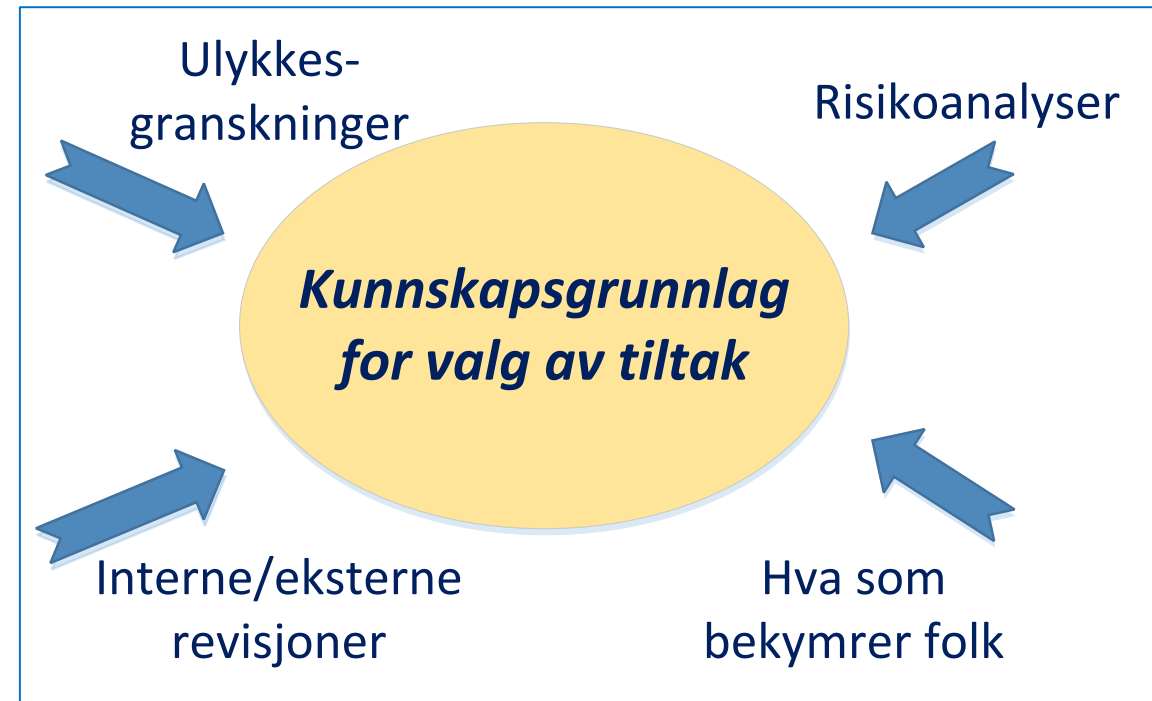 Ulykkes-
granskninger
Risikoanalyser
Kunnskapsgrunnlag
for valg av tiltak
Interne/eksterne
revisjoner
Hva som
bekymrer folk